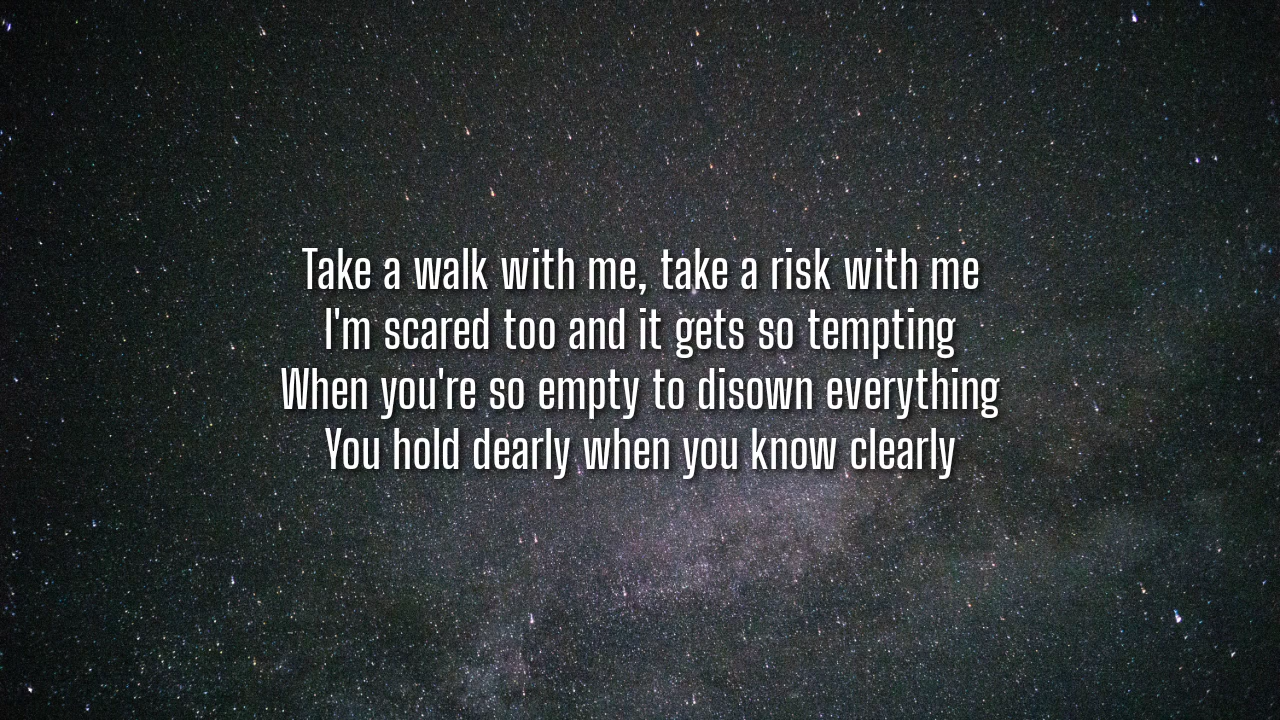 Take a walk with me, take a risk with me
I'm scared too and it gets so tempting
When you're so empty to disown everything
You hold dearly when you know clearly